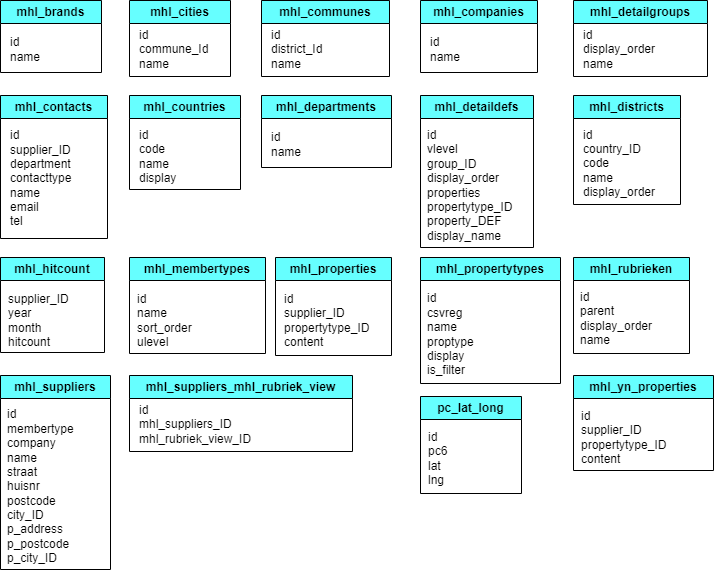 mhl_brands
id
name
mhl_cities
id
commune_Id
name
mhl_communes
id
district_Id
name
mhl_companies
id
name
mhl_detailgroups
id
display_order
name
mhl_contacts
id
supplier_ID
department
contacttype
name
email
tel
mhl_countries
id
code
name
display
mhl_departments
id
name
mhl_detaildefs
id
vlevel
group_ID
display_order
properties
propertytype_ID
property_DEF
display_name
mhl_districts
id
country_ID
code
name
display_order
mhl_hitcount
supplier_ID
year
month
hitcount
mhl_membertypes
id
name
sort_order
ulevel
mhl_properties
id
supplier_ID
propertytype_ID
content
mhl_propertytypes
id
csvreg
name
proptype
display
is_filter
mhl_rubrieken
id
parent
display_order
name
mhl_suppliers
id
membertype
company
name
straat
huisnr
postcode
city_ID
p_address
p_postcode
p_city_ID
mhl_suppliers_mhl_rubriek_view
id
mhl_suppliers_ID
mhl_rubriek_view_ID
pc_lat_long
id
pc6
lat
lng
mhl_yn_properties
id
supplier_ID
propertytype_ID
content